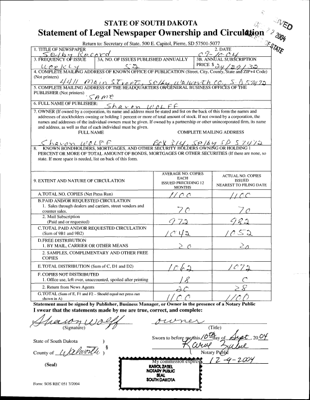 STATE OF SOUTH DAKOTA
Statement of Legal Newspaper Ownership and Circulation
Return to: Secretary of State, 500 E Capitol, Pierre, SD 57501-5077
1. TITLE OF NEWSPAPER
2. DATE
Selby Record
09-10-04
3. FREQUENCY OF ISSUE
3A. NO. OF ISSUES PUBLISHED ANNUALLY
3B. ANNUAL SUBSCRIPTION
Weekly
52
PRICE $
4. COMPLETE MAILING ADDRESS OF KNOWN OFFICE OF PUBLICATION (Street, City, County, State and ZIP+4 Code)
(Not printers)
4411 Main Street, Selby, Walworth Co, SD 57472
5. COMPLETE MAILING ADDRESS OF THE HEADQUARTERS OR GENERAL BUSINESS OFFICES OF THE
PUBLISHER (Not printers)
SAME
6. FULL NAME OF PUBLISHER:
Sharon Wolff
7. OWNER (If owned by a corporation, its name and address must be stated and list on the back of this form the names and
addresses of stockholders owning or holding 1 percent or more of total amount of stock. If not owned by a corporation, the
names and addresses of the individual owners must be given. If owned by a partnership or other unincorporated firm, its name
and address, as well as that of each individual must be given.
FULL NAME
COMPLETE MAILING ADDRESS
Sharon Wolff
Selby SD 57472
8. KNOWN BONDHOLDERS, MORTGAGES, AND OTHER SECURITY HOLDERS OWNING OR HOLDING 1
PERCENT OR MORE OF TOTAL AMOUNT OF BONDS, MORTGAGES OR OTHER SECURITIES (If there are none, so
state. If more space is needed, list on back of this form.
9. EXTENT AND NATURE OF CIRCULATION
AVERAGE NO. COPIES
EACH
ISSUED PRECEDING 12
MONTHS
ACTUAL NO. COPIES
ISSUED
NEAREST TO FILING DATE
A. TOTAL NO. COPIES (Net Press Run)
1100
1100
B. PAID AND/OR REQUESTED CIRCULATION
1. Sales through dealers and carriers, street vendors and
counter sales.
70
70
2. Mail Subscription
(Paid and or requested)
972
982
C. TOTAL PAID AND/OR REQUESTED CIRCULATION
(Sum of 9B1 and 9B2)
1042
1052
D. FREE DISTRIBUTION
1. BY MAIL, CARRIER OR OTHER MEANS
20
20
2. SAMPLES, COMPLIMENTARY AND OTHER FREE
COPIES
E. TOTAL DISTRIBUTION (Sum of C, D1 and D2)
1062
1072
F. COPIES NOT DISTRIBUTED
1. Office use, left over, unaccounted, spoiled after printing
18
0
2. Return from News Agents
20
28
G. TOTAL (Sum of E, F1 and F2 - Should equal net press run
shown in A)
1100
1100
Statement must be signed by Publisher, Business Manager, or Owner in the presence of a Notary Public
I swear that the statements made by me are true, correct, and complete:
Sharon Wolff
owner
(Signature)
(Title)
State of South Dakota )
Sworn to before me this 10th day of Sept 2004
County of Walworth )
Karol Zabel
Notary Public
(Seal)
My commission expires 12-9-2004
KAROL ZABEL
NOTARY PUBLIC
SEAL
SOUTH DAKOTA
Form: SOS REC 051 7/2004